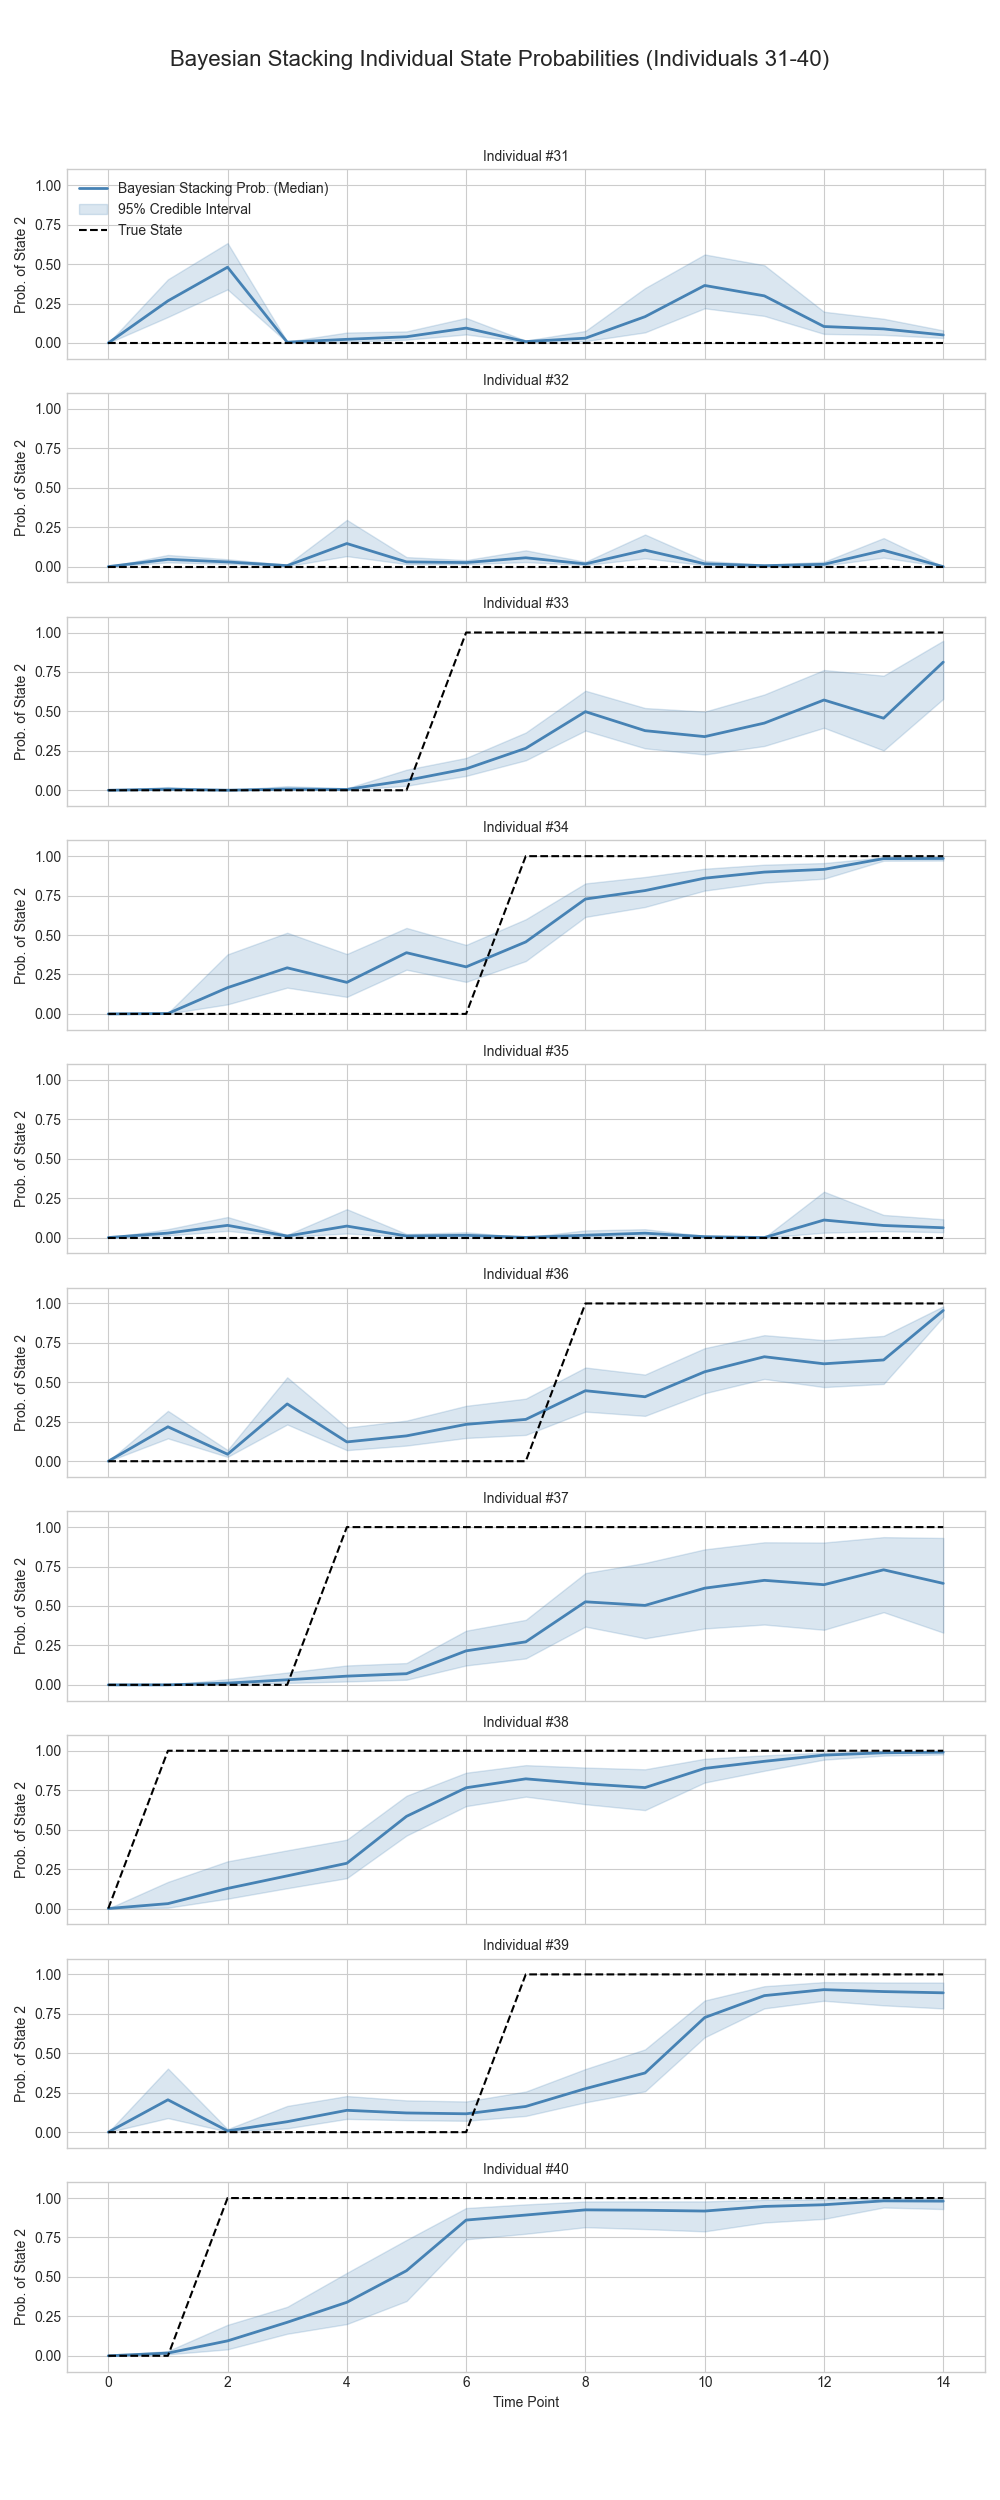 Bayesian Stacking Individual State Probabilities (Individuals 31-40)
Individual #31
Prob. of State 2
1.00
0.75
0.50
0.25
0.00
Bayesian Stacking Prob. (Median)
95% Credible Interval
True State
Individual #32
Prob. of State 2
1.00
0.75
0.50
0.25
0.00
Individual #33
Prob. of State 2
1.00
0.75
0.50
0.25
0.00
Individual #34
Prob. of State 2
1.00
0.75
0.50
0.25
0.00
Individual #35
Prob. of State 2
1.00
0.75
0.50
0.25
0.00
Individual #36
Prob. of State 2
1.00
0.75
0.50
0.25
0.00
Individual #37
Prob. of State 2
1.00
0.75
0.50
0.25
0.00
Individual #38
Prob. of State 2
1.00
0.75
0.50
0.25
0.00
Individual #39
Prob. of State 2
1.00
0.75
0.50
0.25
0.00
Individual #40
Prob. of State 2
1.00
0.75
0.50
0.25
0.00
0 2 4 6 8 10 12 14
Time Point